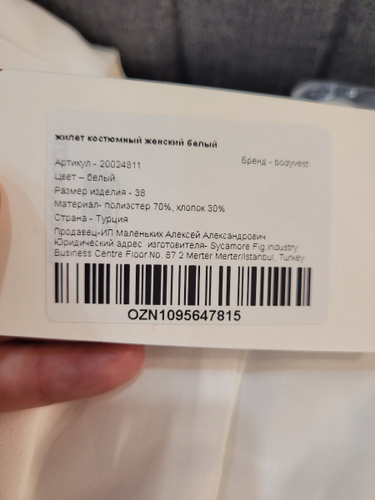 жилет костюмный женский белый
Артикул - 20024811
Бренд - bodyvest
Цвет – белый
Размер изделия - 38
Материал- полиэстер 70%, хлопок 30%
Страна - Турция
Продавец-ИП Маленьких Алексей Александрович
Юридический адрес изготовителя- Sycamore Fig Industry
Business Centre Floor.No. 87 2 Merter Merter/Istanbul, Turkey
OZN1095647815